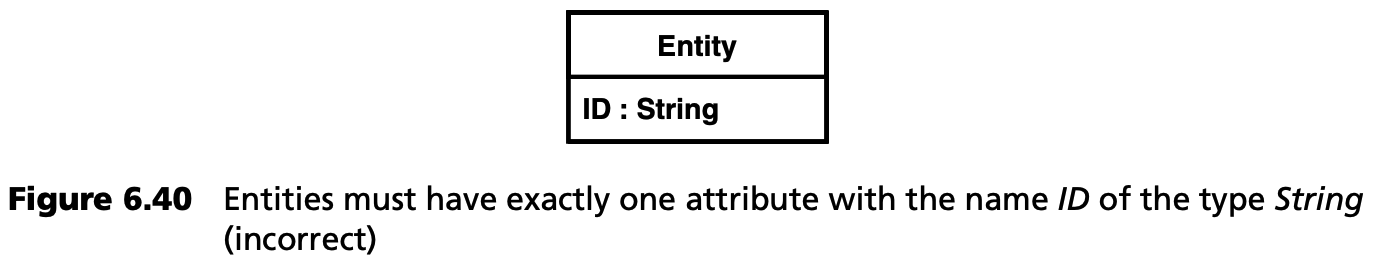 Entity
ID : String
Figure 6.40 Entities must have exactly one attribute with the name ID of the type String
(incorrect)